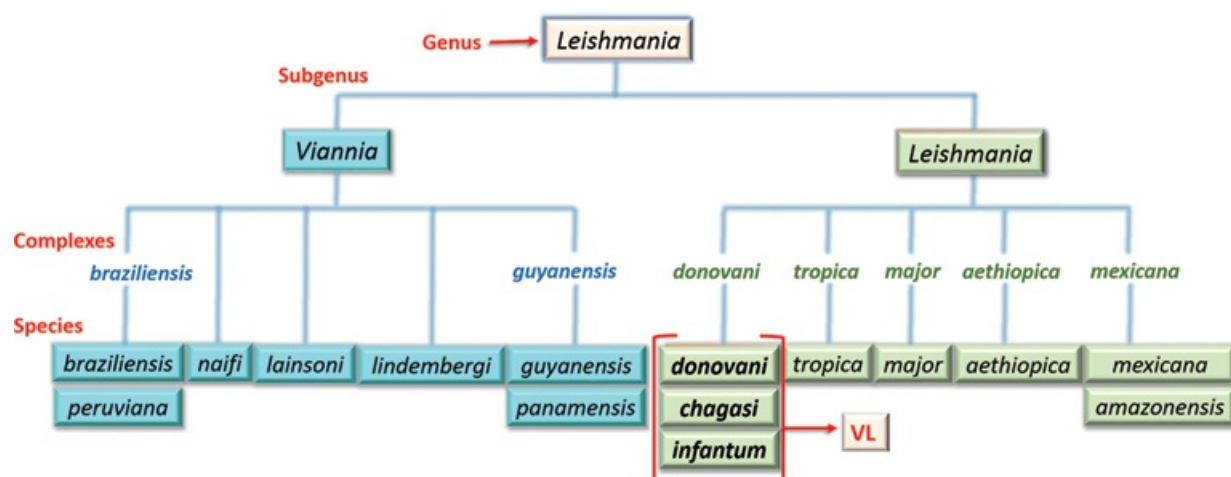 Genus Leishmania
Subgenus
Viannia Leishmania
Complexes
braziliensis guyanensis donovani tropica major aethiopica mexicana
Species
braziliensis naifi lainsoni lindembergi guyanensis donovani tropica major aethiopica mexicana
peruviana panamensis chagasi amazonensis
VL
infantum